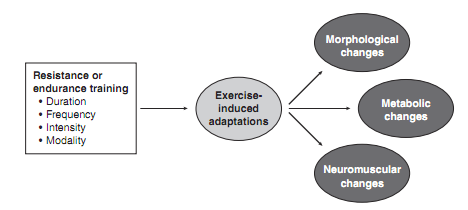 Resistance or
endurance training
• Duration
• Frequency
• Intensity
• Modality
Exercise-
induced
adaptations
Morphological
changes
Metabolic
changes
Neuromuscular
changes